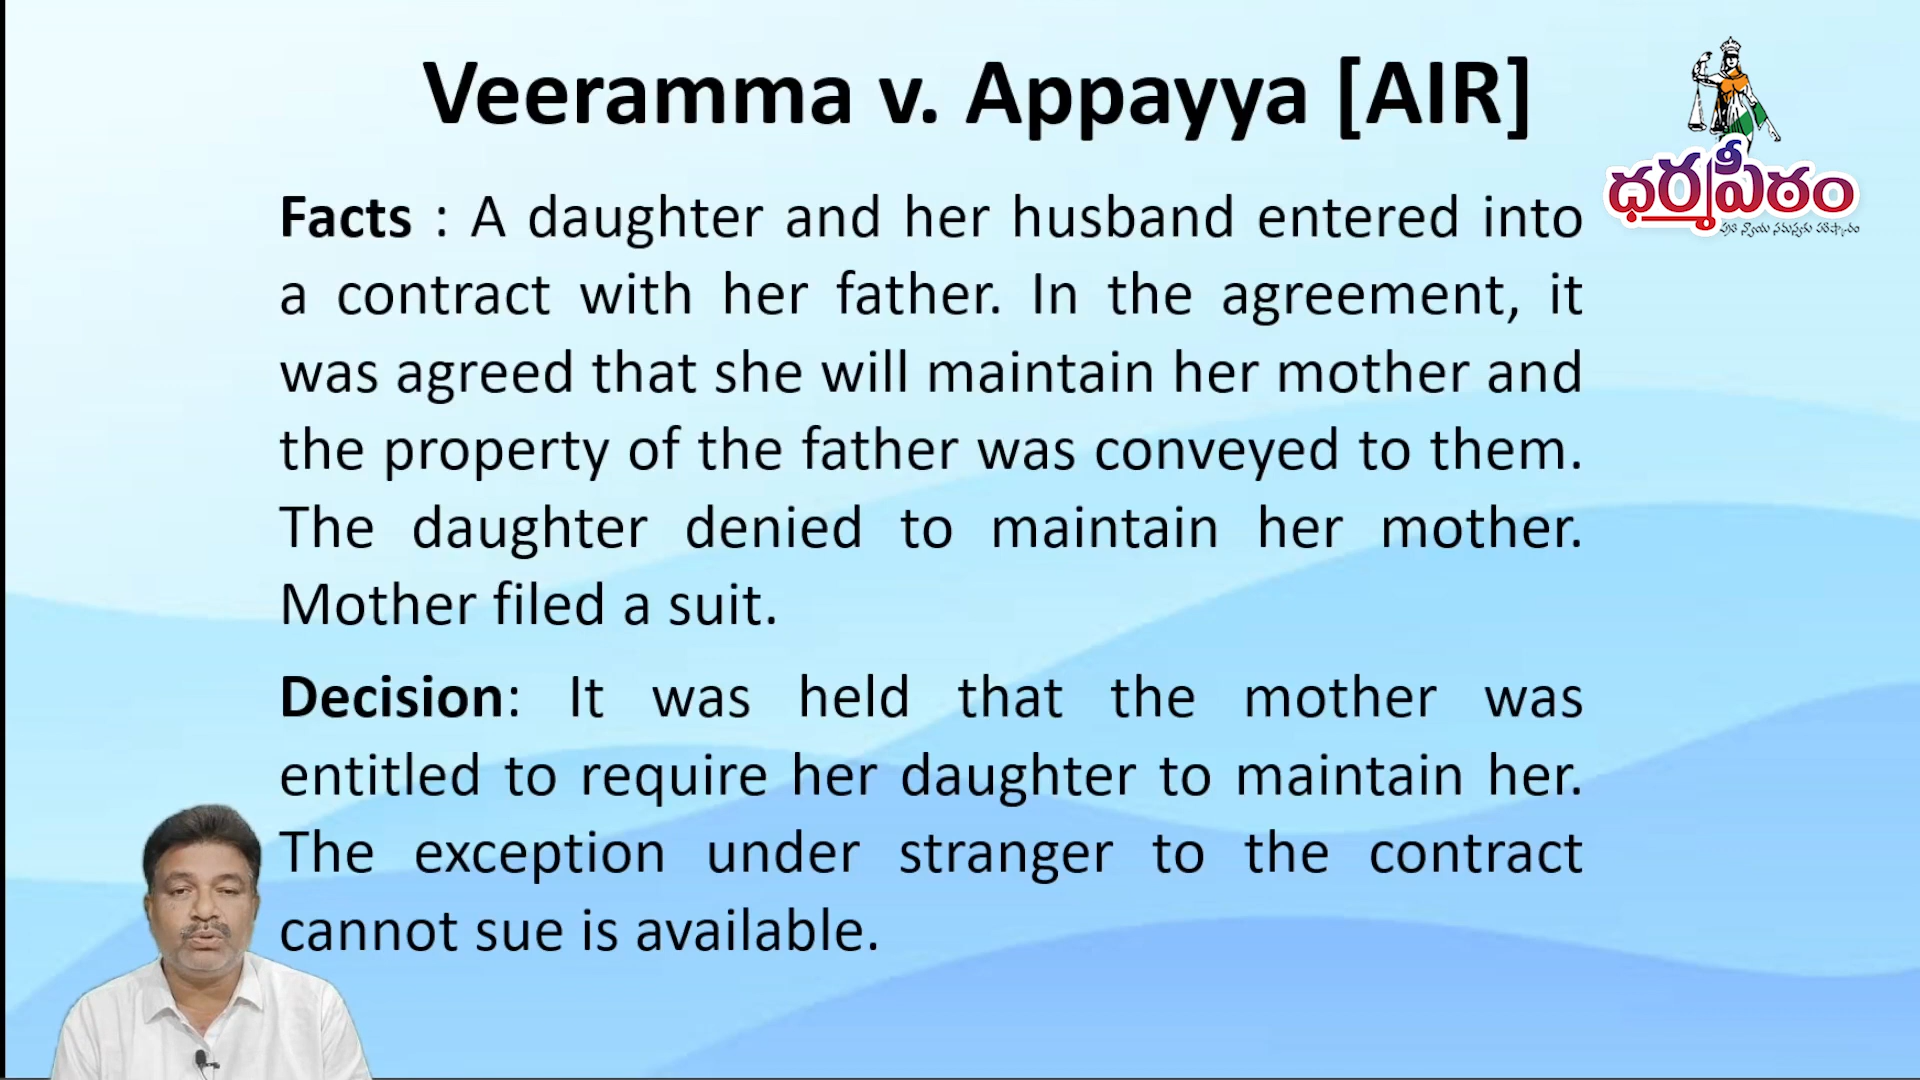 Veeramma v. Appayya [AIR]
ధర్మపీఠం
Facts : A daughter and her husband entered into
a contract with her father. In the agreement, it
was agreed that she will maintain her mother and
the property of the father was conveyed to them.
The daughter denied to maintain her mother.
Mother filed a suit.
Decision: It was held that the mother was
entitled to require her daughter to maintain her.
The exception under stranger to the contract
cannot sue is available.